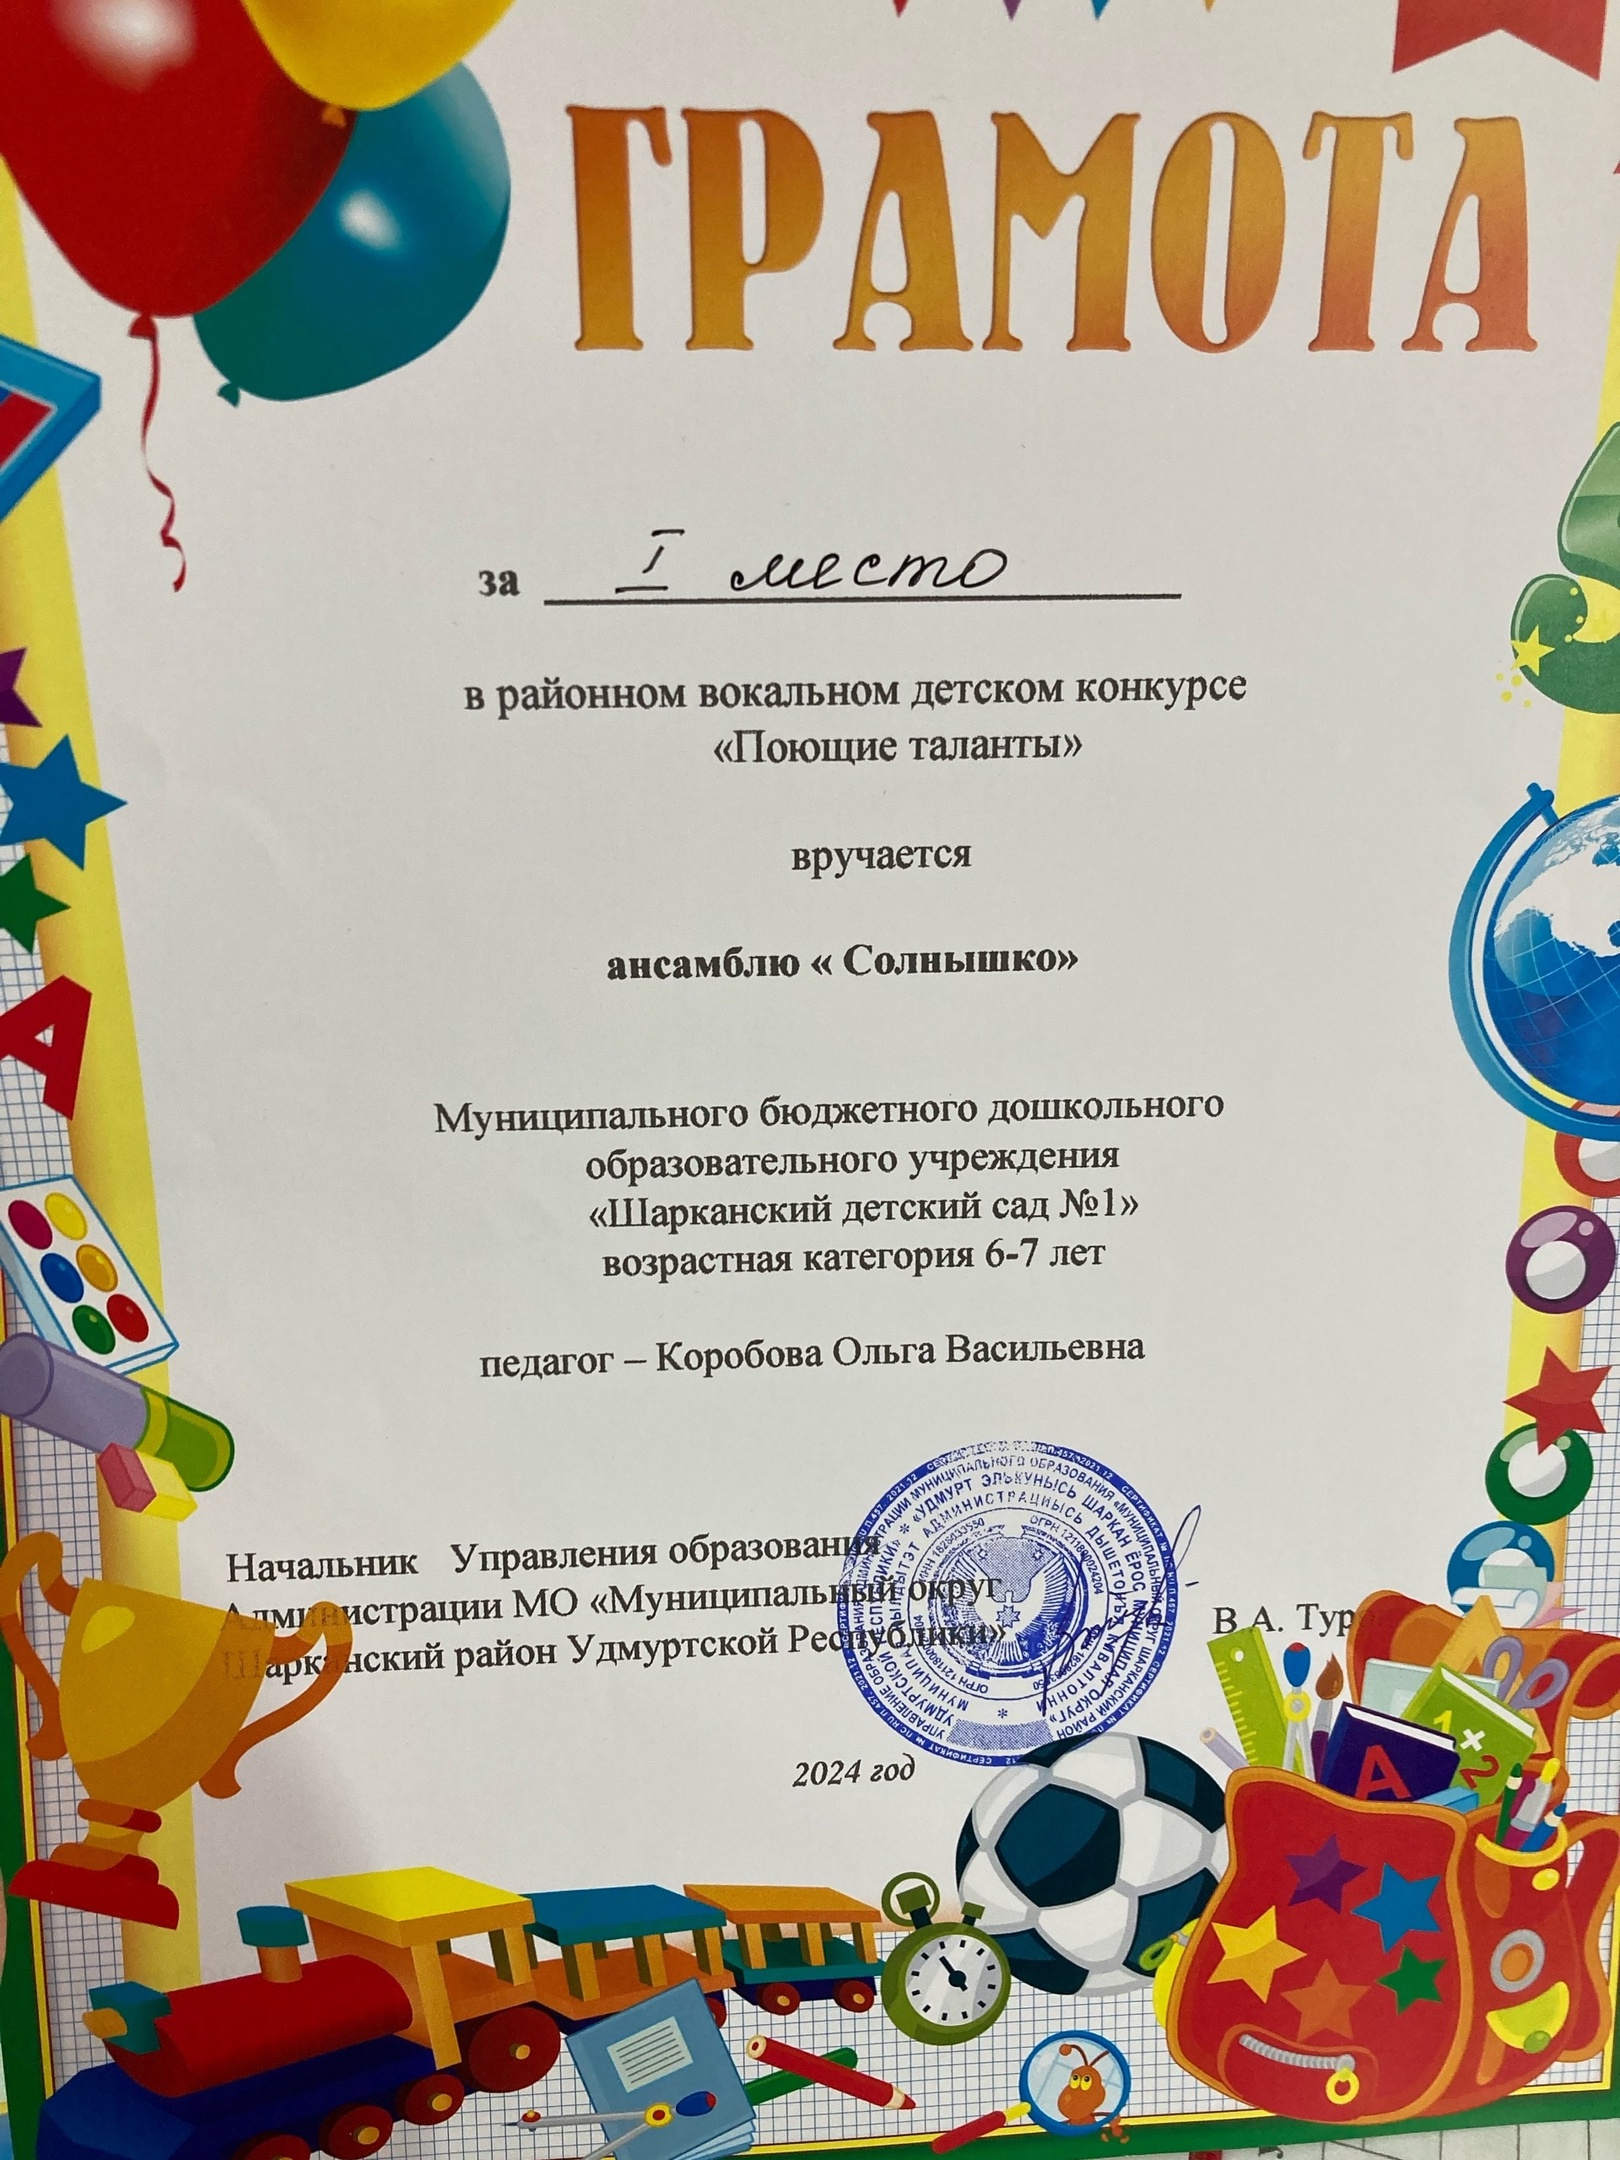 ГРАМОТА
за I место
в районном вокальном детском конкурсе
«Поющие таланты»
вручается
ансамблю « Солнышко»
Муниципального бюджетного дошкольного
образовательного учреждения
«Шарканский детский сад №1»
возрастная категория 6-7 лет
педагог – Коробова Ольга Васильевна
Начальник Управления образования
Администрации МО «Муниципальный округ
Шарканский район Удмуртской Республики»
В.А.
2024 год